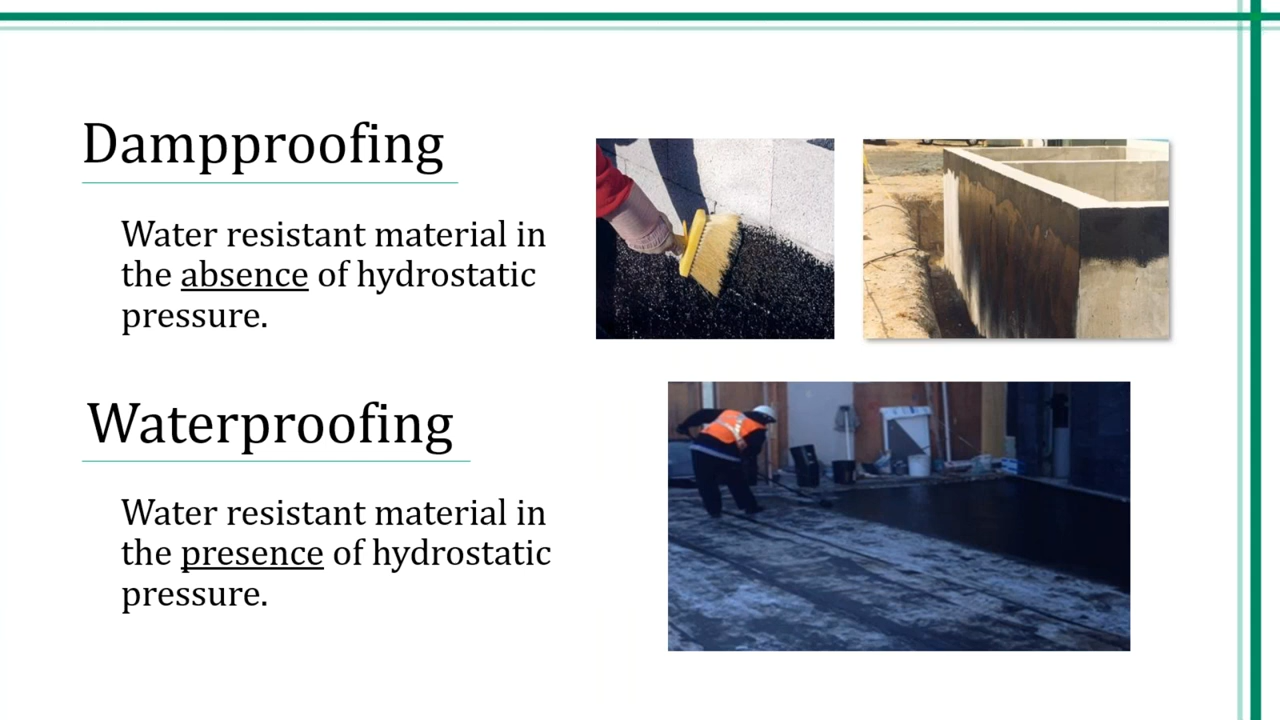 Dampproofing
Water resistant material in
the absence of hydrostatic
pressure.
Waterproofing
Water resistant material in
the presence of hydrostatic
pressure.